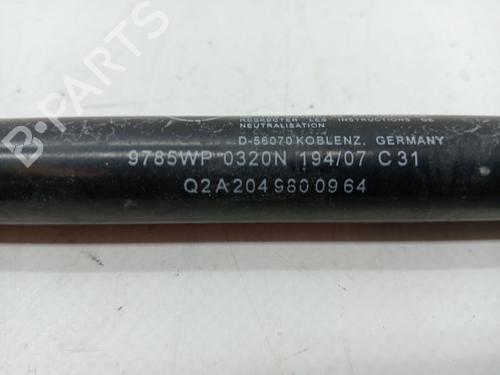 RESPECTER LES INSTRUCTIONS DE
NEUTRALISATION
D-56070 KOBLENZ, GERMANY
9785WP 0320N 194/07 C31
Q2A 204 980 09 64
B-PARTS